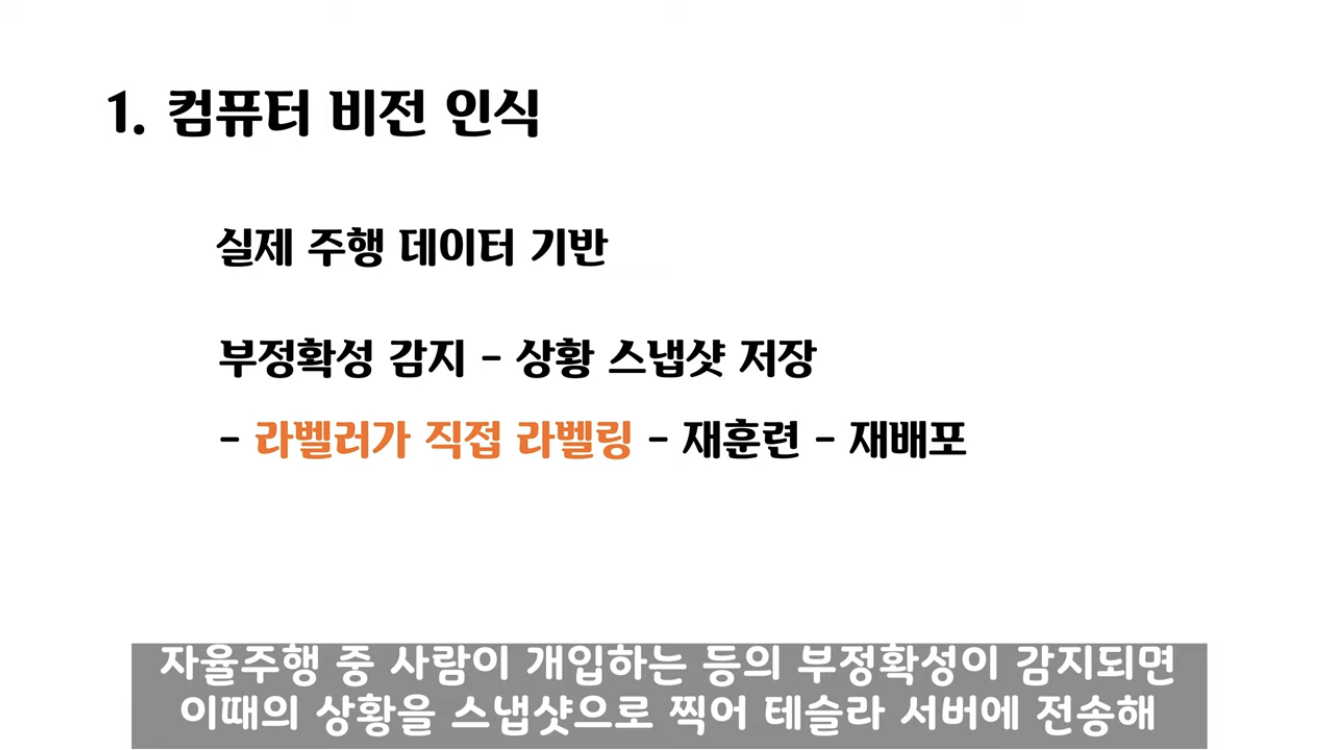 1. 컴퓨터 비전 인식
실제 주행 데이터 기반
부정확성 감지 - 상황 스냅샷 저장
- 라벨러가 직접 라벨링 - 재훈련 - 재배포
자율주행 중 사람이 개입하는 등의 부정확성이 감지되면
이때의 상황을 스냅샷으로 찍어 테슬라 서버에 전송해